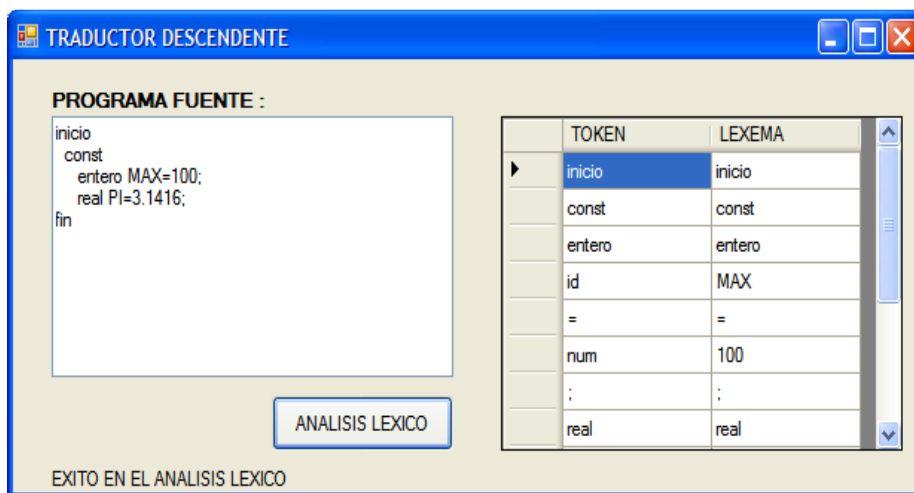 TRADUCTOR DESCENDENTE
PROGRAMA FUENTE :
inicio
const
entero MAX=100;
real PI=3.1416;
fin
TOKEN LEXEMA
inicio inicio
const const
entero entero
id MAX
= =
num 100
; ;
real real
ANALISIS LEXICO
EXITO EN EL ANALISIS LEXICO